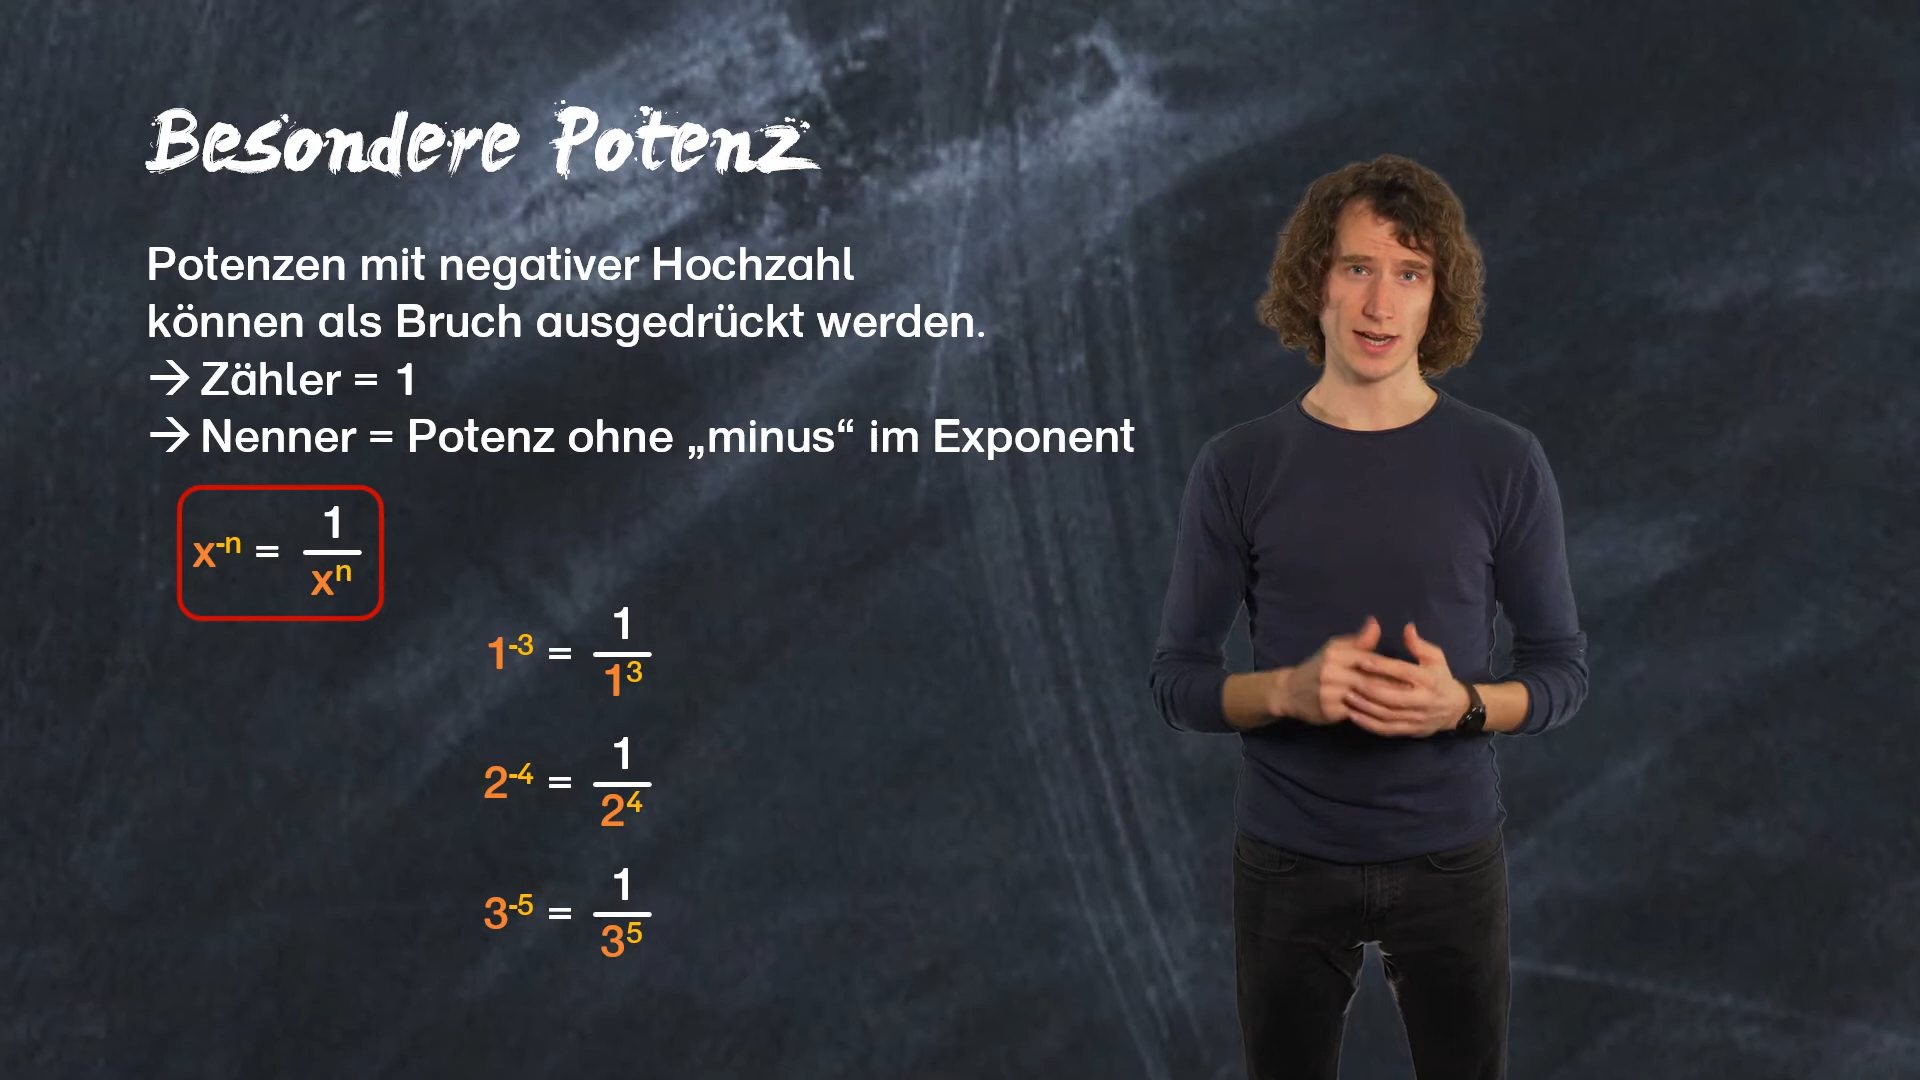 Besondere Potenz
Potenzen mit negativer Hochzahl
können als Bruch ausgedrückt werden.
→ Zähler = 1
→ Nenner = Potenz ohne „minus“ im Exponent
x⁻ⁿ = 1/xⁿ
1⁻³ = 1/1³
2⁻⁴ = 1/2⁴
3⁻⁵ = 1/3⁵